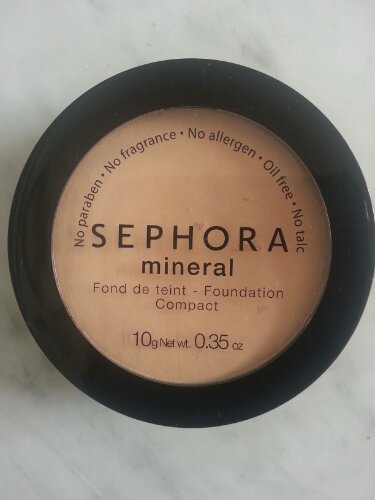 No paraben • No fragrance • No allergen • Oil free • No talc
SEPHORA
mineral
Fond de teint - Foundation
Compact
10g Net wt. 0.35 oz